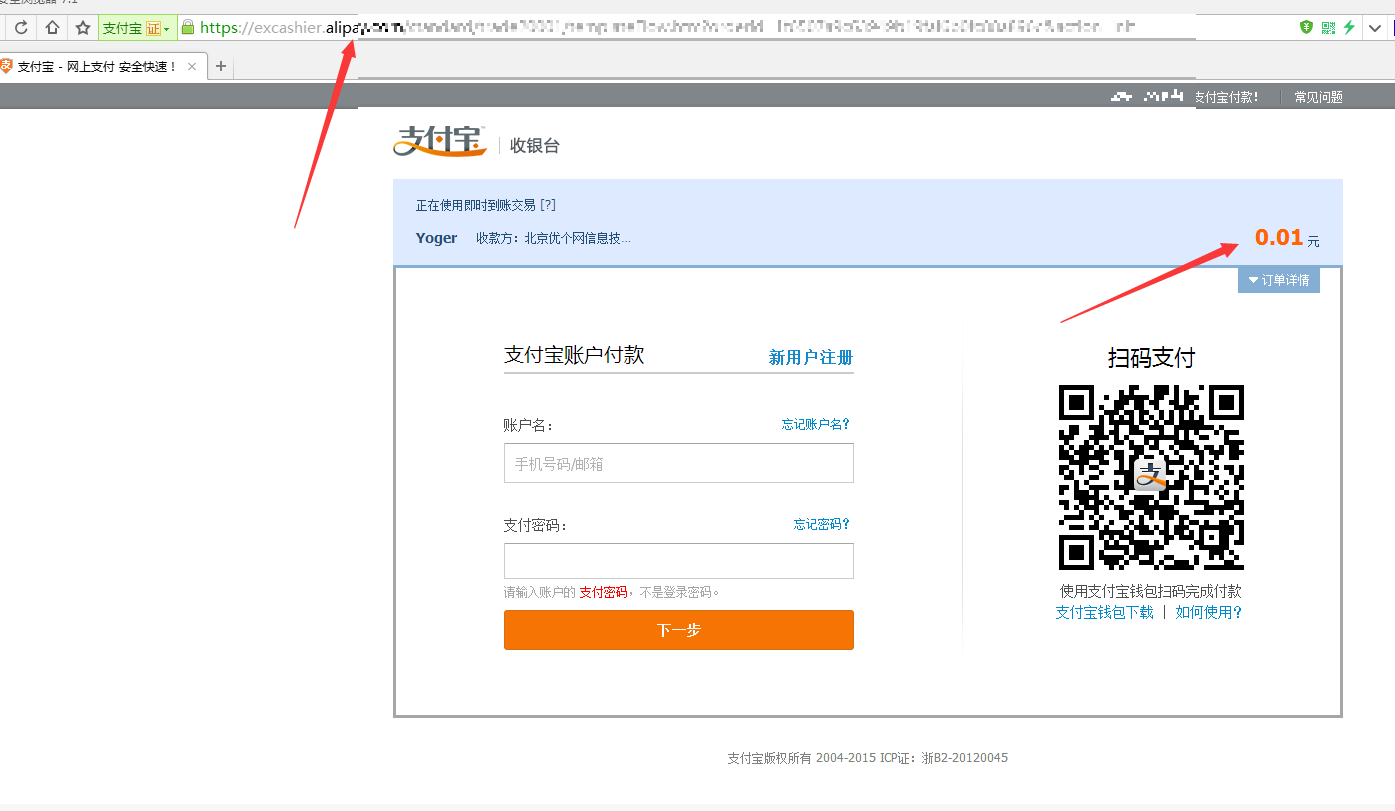 支付宝 证 https://excashier.alipay.com/
支付宝 - 网上支付 安全快速！
支付宝付款！ 常见问题
支付宝 收银台
正在使用即时到账交易 [?]
Yoger 收款方：北京优个网信息技...
0.01 元
订单详情
支付宝账户付款 新用户注册
账户名： 忘记账户名?
手机号码/邮箱
支付密码： 忘记密码?
请输入账户的 支付密码，不是登录密码。
下一步
扫码支付
支
使用支付宝钱包扫码完成付款
支付宝钱包下载 | 如何使用?
支付宝版权所有 2004-2015 ICP证：浙B2-20120045